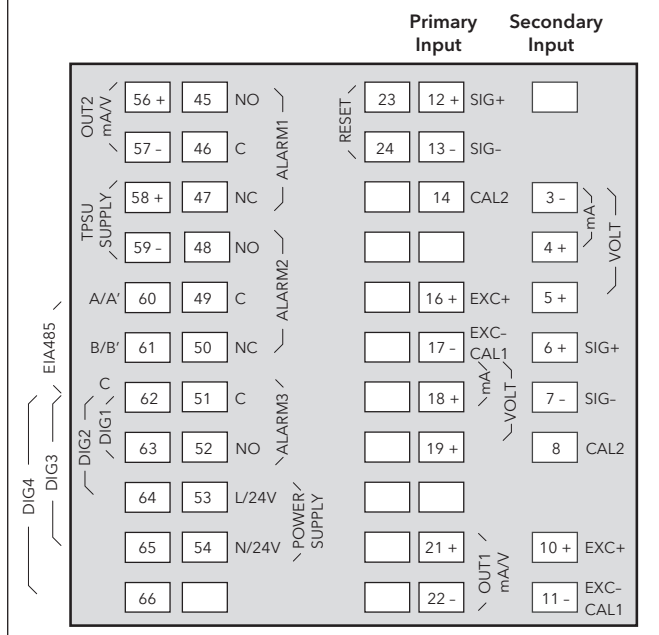 Primary Input
Secondary Input
OUT2 mA/V
56 +
45
NO
57 -
46
C
ALARM1
TPSU SUPPLY
58 +
47
NC
59 -
48
NO
A/A'
60
49
C
ALARM2
EIA485
B/B'
61
50
NC
C
62
51
C
DIG4
DIG3
DIG2
DIG1
63
52
NO
ALARM3
64
53
L/24V
65
54
N/24V
POWER SUPPLY
66
RESET
23
12 +
SIG+
24
13 -
SIG-
14
CAL2
16 +
EXC+
17 -
EXC-
CAL1
18 +
mA
VOLT
19 +
21 +
OUT1 mA/V
22 -
3 -
mA
4 +
VOLT
5 +
6 +
SIG+
7 -
SIG-
8
CAL2
10 +
EXC+
11 -
EXC-
CAL1